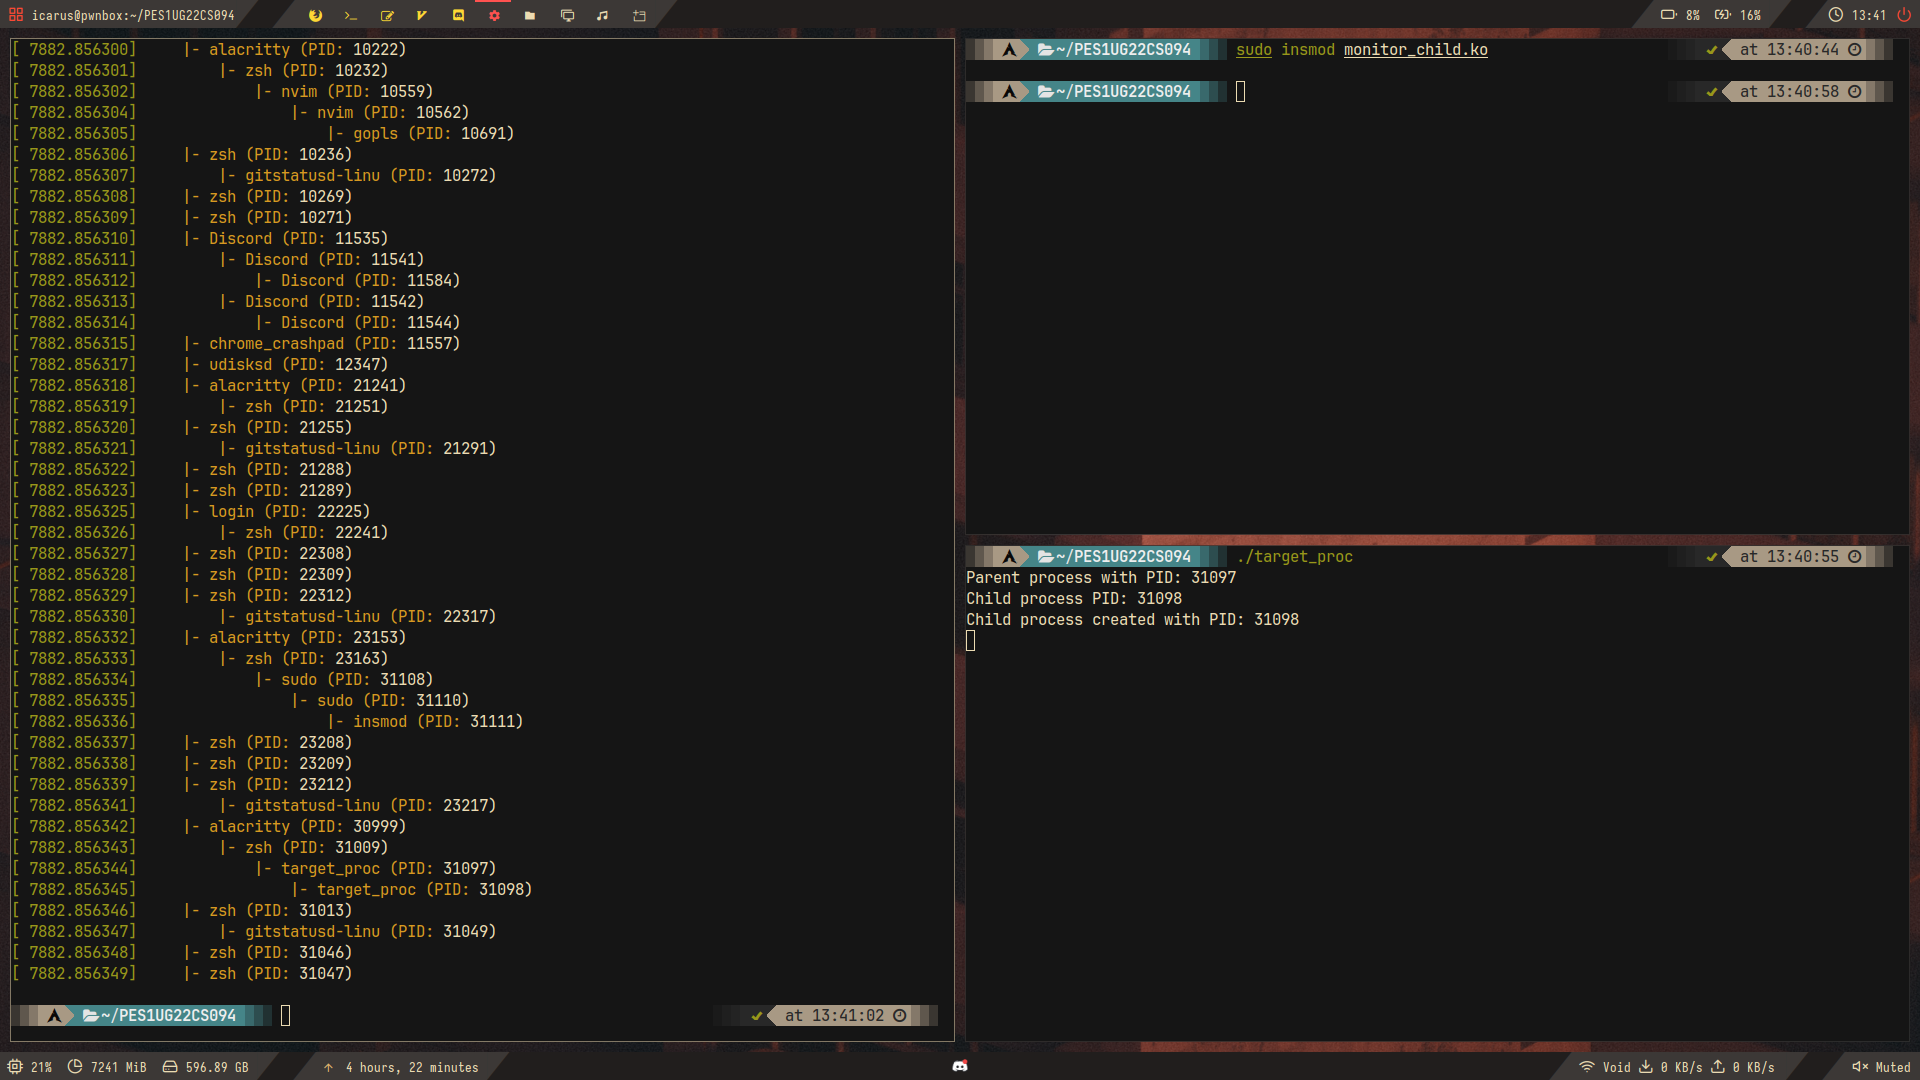 icarus@pwnbox:~/PES1UG22CS094
8% 16%
13:41
[ 7882.856300]     |- alacritty (PID: 10222)
[ 7882.856301]         |- zsh (PID: 10232)
[ 7882.856302]             |- nvim (PID: 10559)
[ 7882.856304]                 |- nvim (PID: 10562)
[ 7882.856305]                     |- gopls (PID: 10691)
[ 7882.856306]     |- zsh (PID: 10236)
[ 7882.856307]         |- gitstatusd-linu (PID: 10272)
[ 7882.856308]     |- zsh (PID: 10269)
[ 7882.856309]     |- zsh (PID: 10271)
[ 7882.856310]     |- Discord (PID: 11535)
[ 7882.856311]         |- Discord (PID: 11541)
[ 7882.856312]             |- Discord (PID: 11584)
[ 7882.856313]         |- Discord (PID: 11542)
[ 7882.856314]             |- Discord (PID: 11544)
[ 7882.856315]     |- chrome_crashpad (PID: 11557)
[ 7882.856317]     |- udisksd (PID: 12347)
[ 7882.856318]     |- alacritty (PID: 21241)
[ 7882.856319]         |- zsh (PID: 21251)
[ 7882.856320]     |- zsh (PID: 21255)
[ 7882.856321]         |- gitstatusd-linu (PID: 21291)
[ 7882.856322]     |- zsh (PID: 21288)
[ 7882.856323]     |- zsh (PID: 21289)
[ 7882.856325]     |- login (PID: 22225)
[ 7882.856326]         |- zsh (PID: 22241)
[ 7882.856327]     |- zsh (PID: 22308)
[ 7882.856328]     |- zsh (PID: 22309)
[ 7882.856329]     |- zsh (PID: 22312)
[ 7882.856330]         |- gitstatusd-linu (PID: 22317)
[ 7882.856332]     |- alacritty (PID: 23153)
[ 7882.856333]         |- zsh (PID: 23163)
[ 7882.856334]             |- sudo (PID: 31108)
[ 7882.856335]                 |- sudo (PID: 31110)
[ 7882.856336]                     |- insmod (PID: 31111)
[ 7882.856337]     |- zsh (PID: 23208)
[ 7882.856338]     |- zsh (PID: 23209)
[ 7882.856339]     |- zsh (PID: 23212)
[ 7882.856341]         |- gitstatusd-linu (PID: 23217)
[ 7882.856342]     |- alacritty (PID: 30999)
[ 7882.856343]         |- zsh (PID: 31009)
[ 7882.856344]             |- target_proc (PID: 31097)
[ 7882.856345]                 |- target_proc (PID: 31098)
[ 7882.856346]     |- zsh (PID: 31013)
[ 7882.856347]         |- gitstatusd-linu (PID: 31049)
[ 7882.856348]     |- zsh (PID: 31046)
[ 7882.856349]     |- zsh (PID: 31047)
~/PES1UG22CS094 at 13:41:02
~/PES1UG22CS094 sudo insmod monitor_child.ko at 13:40:44
~/PES1UG22CS094 at 13:40:58
~/PES1UG22CS094 ./target_proc at 13:40:55
Parent process with PID: 31097
Child process PID: 31098
Child process created with PID: 31098
21% 7241 MiB 596.89 GB
4 hours, 22 minutes
Void 0 KB/s 0 KB/s
Muted